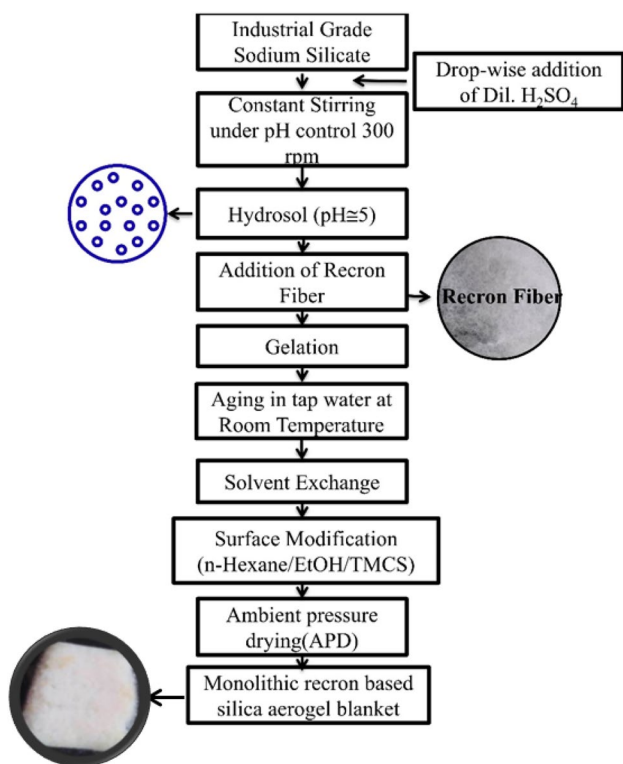 Industrial Grade
Sodium Silicate
Drop-wise addition
of Dil. H₂SO₄
Constant Stirring
under pH control 300
rpm
Hydrosol (pH≅5)
Addition of Recron
Fiber
Recron Fiber
Gelation
Aging in tap water at
Room Temperature
Solvent Exchange
Surface Modification
(n-Hexane/EtOH/TMCS)
Ambient pressure
drying(APD)
Monolithic recron based
silica aerogel blanket